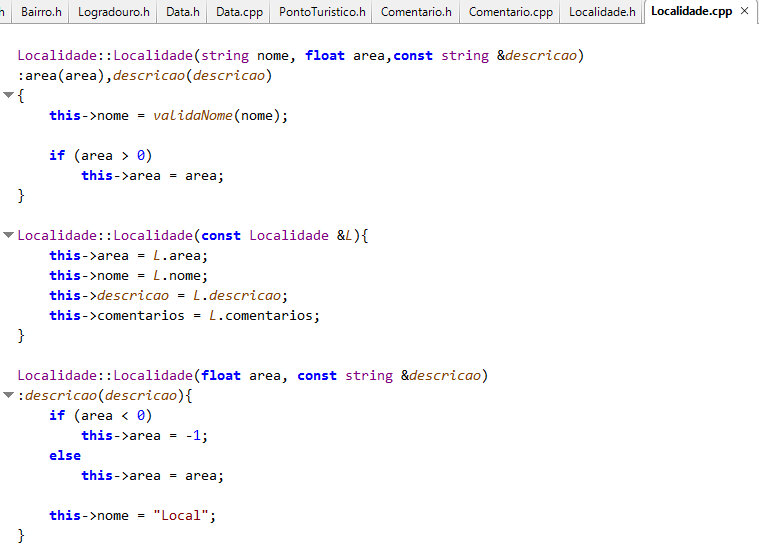 h Bairro.h Logradouro.h Data.h Data.cpp PontoTuristico.h Comentario.h Comentario.cpp Localidade.h Localidade.cpp ×
Localidade::Localidade(string nome, float area,const string &descricao)
:area(area),descricao(descricao)
{
    this->nome = validaNome(nome);

    if (area > 0)
        this->area = area;
}

Localidade::Localidade(const Localidade &L){
    this->area = L.area;
    this->nome = L.nome;
    this->descricao = L.descricao;
    this->comentarios = L.comentarios;
}

Localidade::Localidade(float area, const string &descricao)
:descricao(descricao){
    if (area < 0)
        this->area = -1;
    else
        this->area = area;

    this->nome = "Local";
}